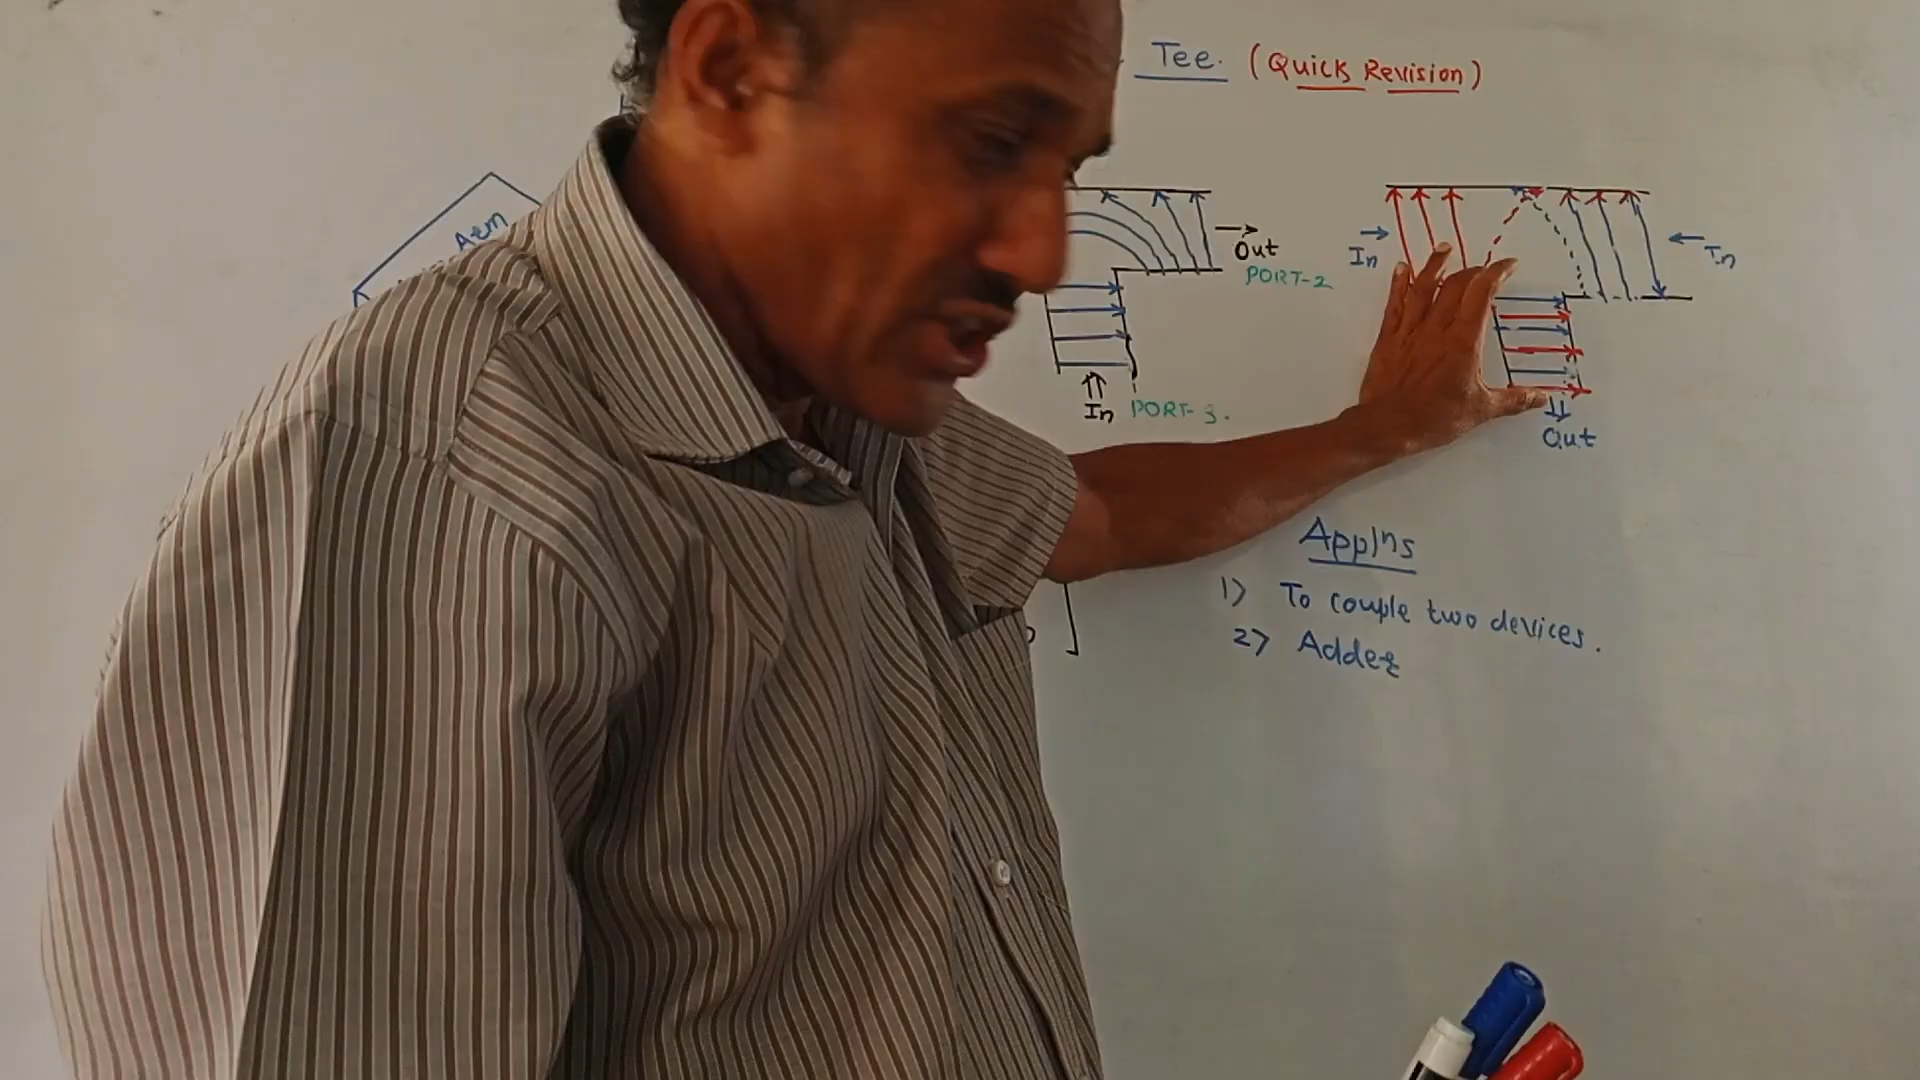 Tee. (Quick Revision)
Arm
Out
PORT-2
In PORT-3.
In
In
Out
Applns
1) To couple two devices.
2) Adder